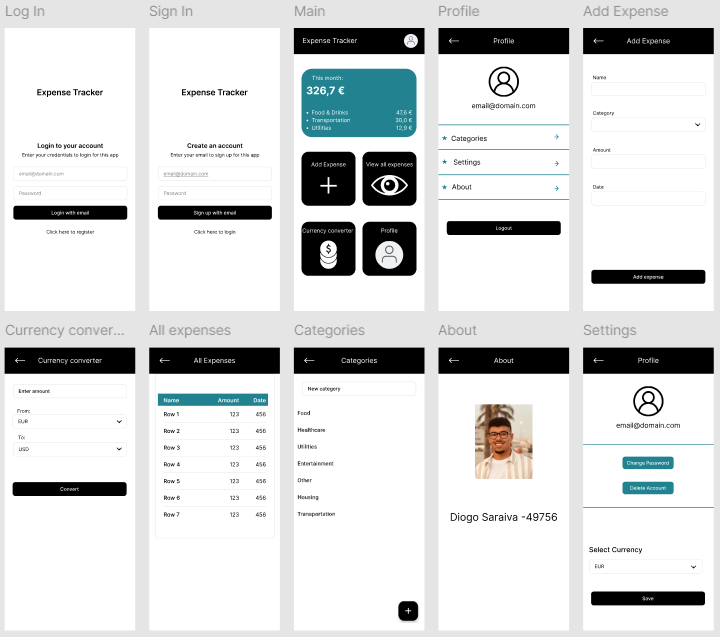 Log In
Expense Tracker
Login to your account
Enter your credentials to login for this app
email@domain.com
Password
Login with email
Click here to register
Sign In
Expense Tracker
Create an account
Enter your email to sign up for this app
email@domain.com
Password
Sign up with email
Click here to login
Main
Expense Tracker
This month:
326,7 €
• Food & Drinks 47,6 €
• Transportation 30,0 €
• Utilities 12,9 €
Add Expense
View all expenses
Currency converter
$
Profile
Profile
Profile
email@domain.com
Categories
Settings
About
Logout
Add Expense
Add Expense
Name
Category
Amount
Date
Add expense
Currency conver...
Currency converter
Enter amount
From:
EUR
To:
USD
Convert
All expenses
All Expenses
Name Amount Date
Row 1 123 456
Row 2 123 456
Row 3 123 456
Row 4 123 456
Row 5 123 456
Row 6 123 456
Row 7 123 456
Categories
Categories
New category
Food
Healthcare
Utilities
Entertainment
Other
Housing
Transportation
About
About
Diogo Saraiva -49756
Settings
Profile
email@domain.com
Change Password
Delete Account
Select Currency
EUR
Save